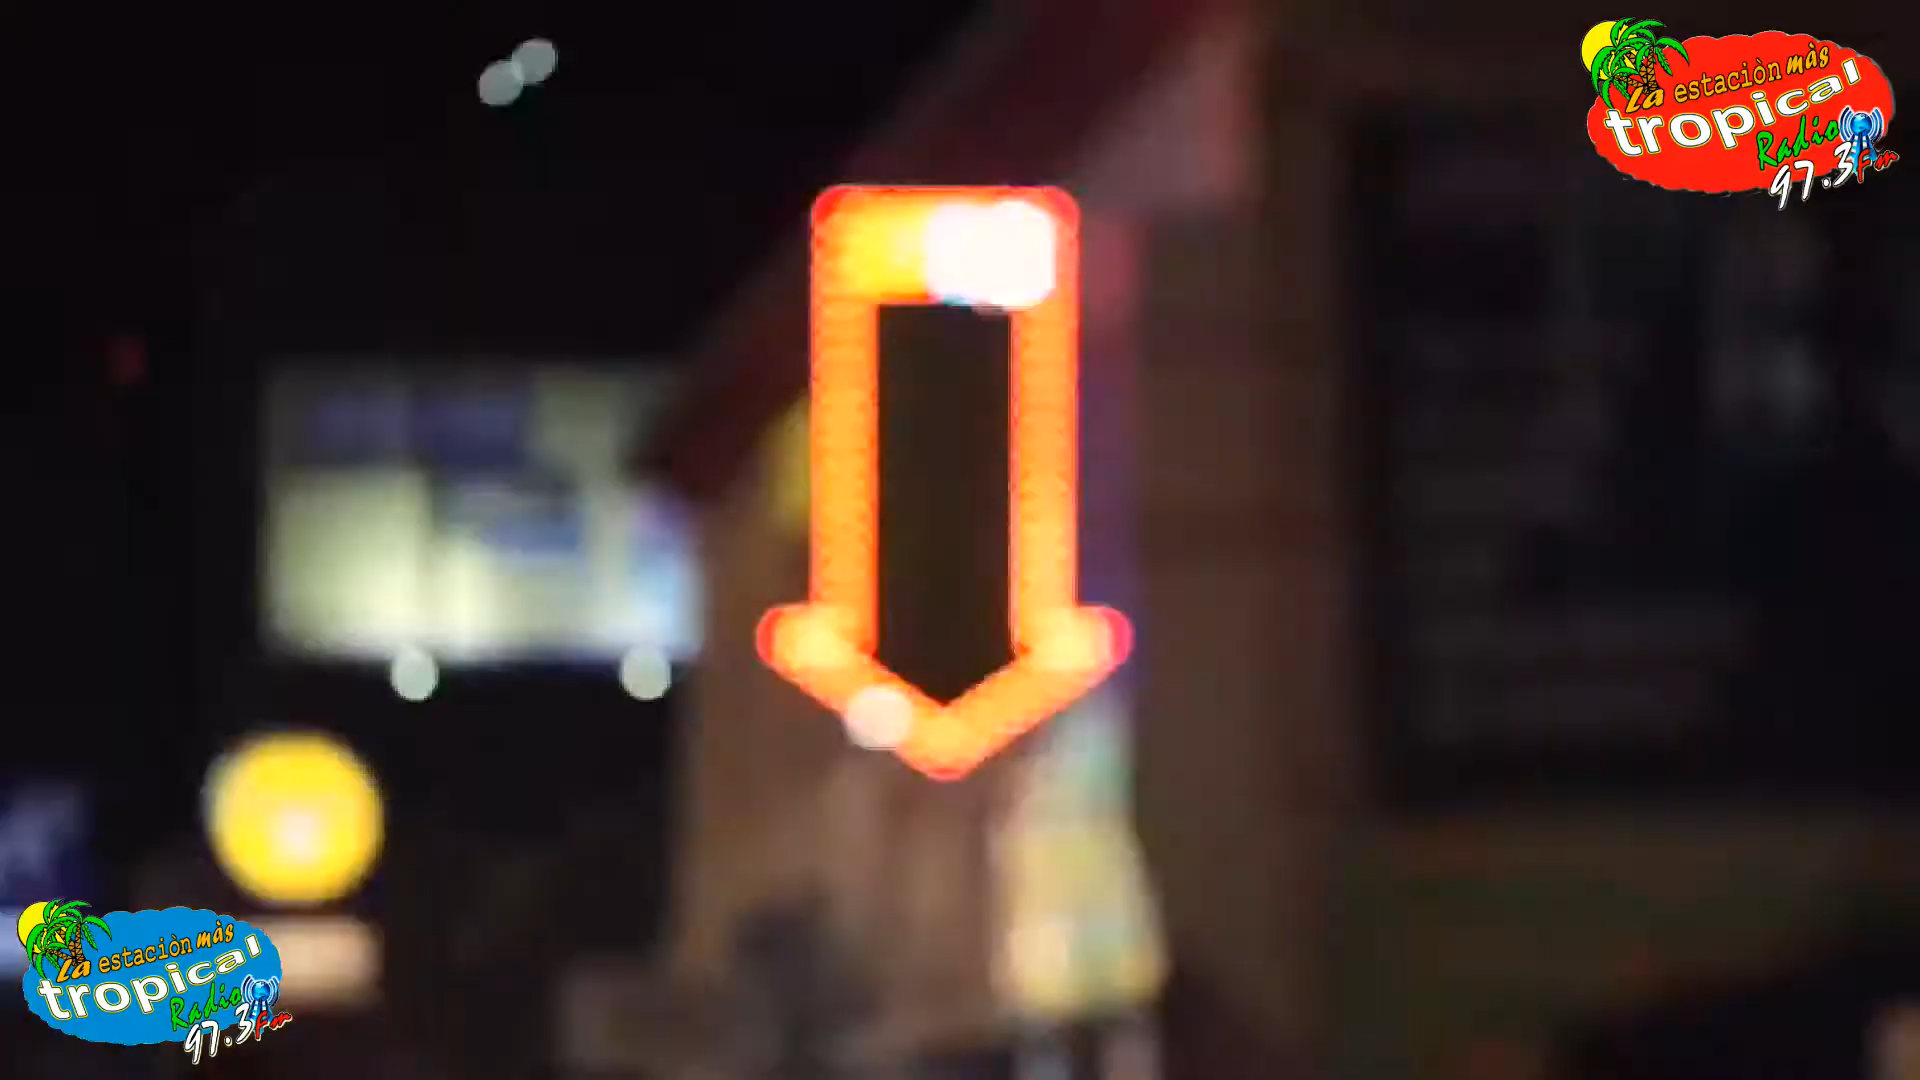 La estaciòn màs
tropical
Radio
97.3 Fm
La estaciòn màs
tropical
Radio
97.3 Fm